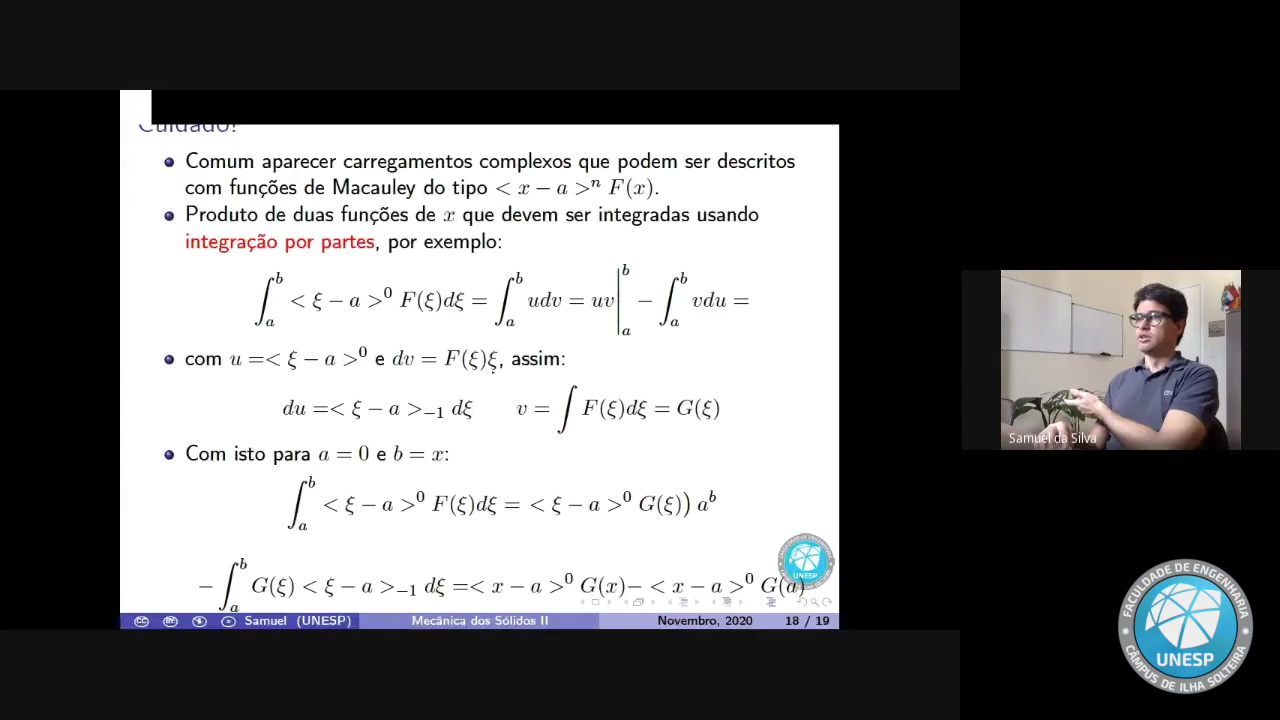 Cuidado!
Comum aparecer carregamentos complexos que podem ser descritos
com funções de Macauley do tipo < x − a >ⁿ F(x).
Produto de duas funções de x que devem ser integradas usando
integração por partes, por exemplo:
∫ₐᵇ < ξ − a >⁰ F(ξ)dξ = ∫ₐᵇ udv = uv|ₐᵇ − ∫ₐᵇ vdu =
com u =< ξ − a >⁰ e dv = F(ξ)ξ, assim:
du =< ξ − a >₋₁ dξ v = ∫ F(ξ)dξ = G(ξ)
Com isto para a = 0 e b = x:
∫ₐᵇ < ξ − a >⁰ F(ξ)dξ = < ξ − a >⁰ G(ξ)) aᵇ
− ∫ₐᵇ G(ξ) < ξ − a >₋₁ dξ =< x − a >⁰ G(x)− < x − a >⁰ G(a)
Samuel (UNESP) Mecânica dos Sólidos II Novembro, 2020 18 / 19
Samuel da Silva
FACULDADE DE ENGENHARIA
UNESP
CÂMPUS DE ILHA SOLTEIRA